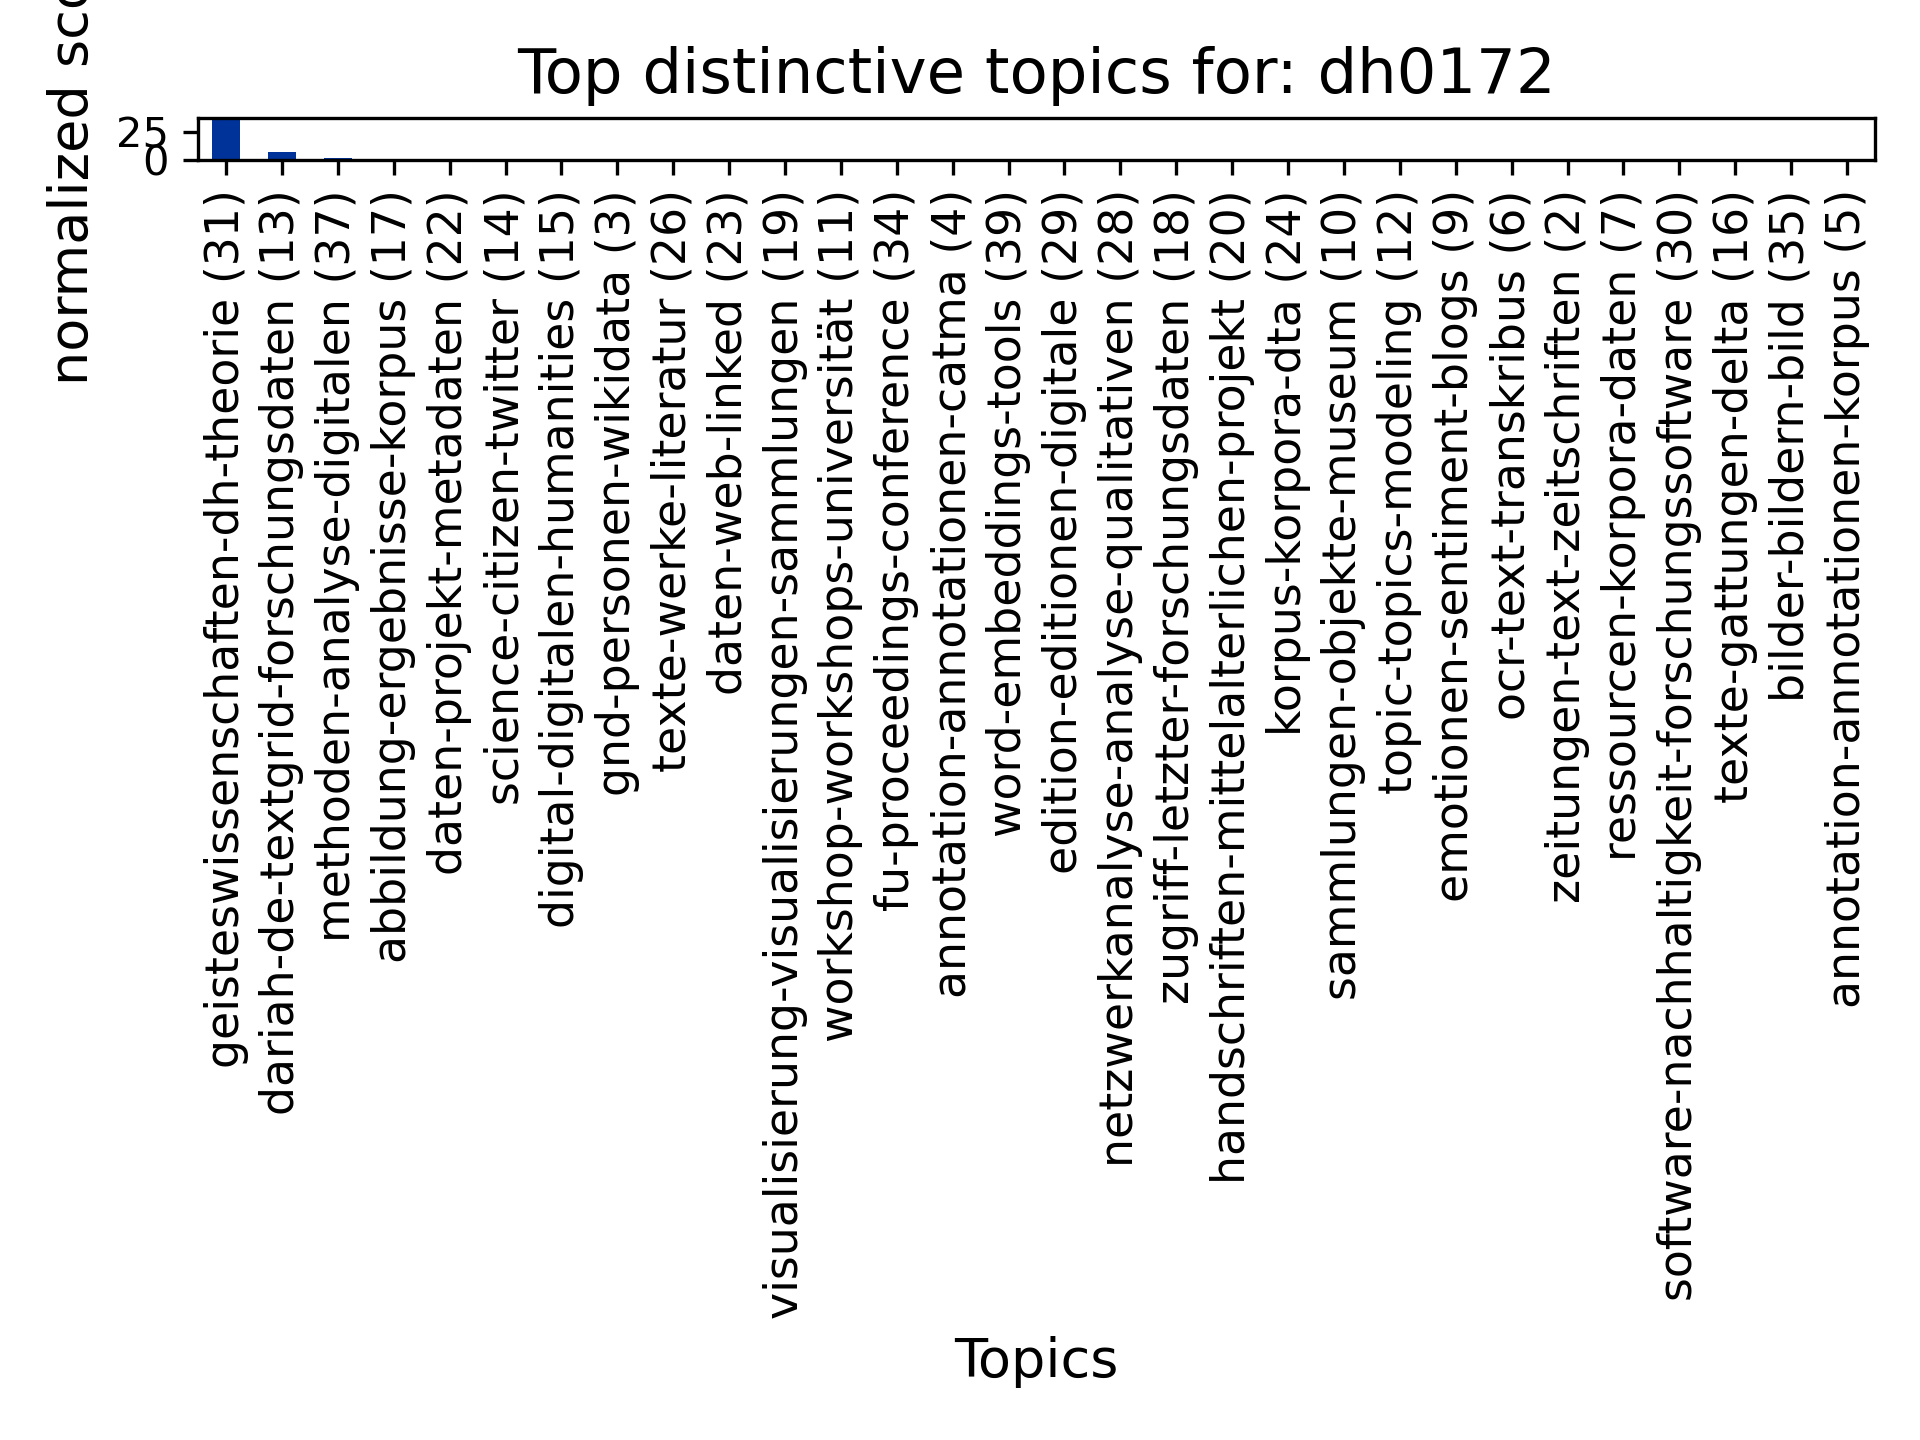 Top distinctive topics for: dh0172
normalized sco
25
0
geisteswissenschaften-dh-theorie (31)
dariah-de-textgrid-forschungsdaten (13)
methoden-analyse-digitalen (37)
abbildung-ergebnisse-korpus (17)
daten-projekt-metadaten (22)
science-citizen-twitter (14)
digital-digitalen-humanities (15)
gnd-personen-wikidata (3)
texte-werke-literatur (26)
daten-web-linked (23)
visualisierung-visualisierungen-sammlungen (19)
workshop-workshops-universität (11)
fu-proceedings-conference (34)
annotation-annotationen-catma (4)
word-embeddings-tools (39)
edition-editionen-digitale (29)
netzwerkanalyse-analyse-qualitativen (28)
zugriff-letzter-forschungsdaten (18)
handschriften-mittelalterlichen-projekt (20)
korpus-korpora-dta (24)
sammlungen-objekte-museum (10)
topic-topics-modeling (12)
emotionen-sentiment-blogs (9)
ocr-text-transkribus (6)
zeitungen-text-zeitschriften (2)
ressourcen-korpora-daten (7)
software-nachhaltigkeit-forschungssoftware (30)
texte-gattungen-delta (16)
bilder-bildern-bild (35)
annotation-annotationen-korpus (5)
Topics